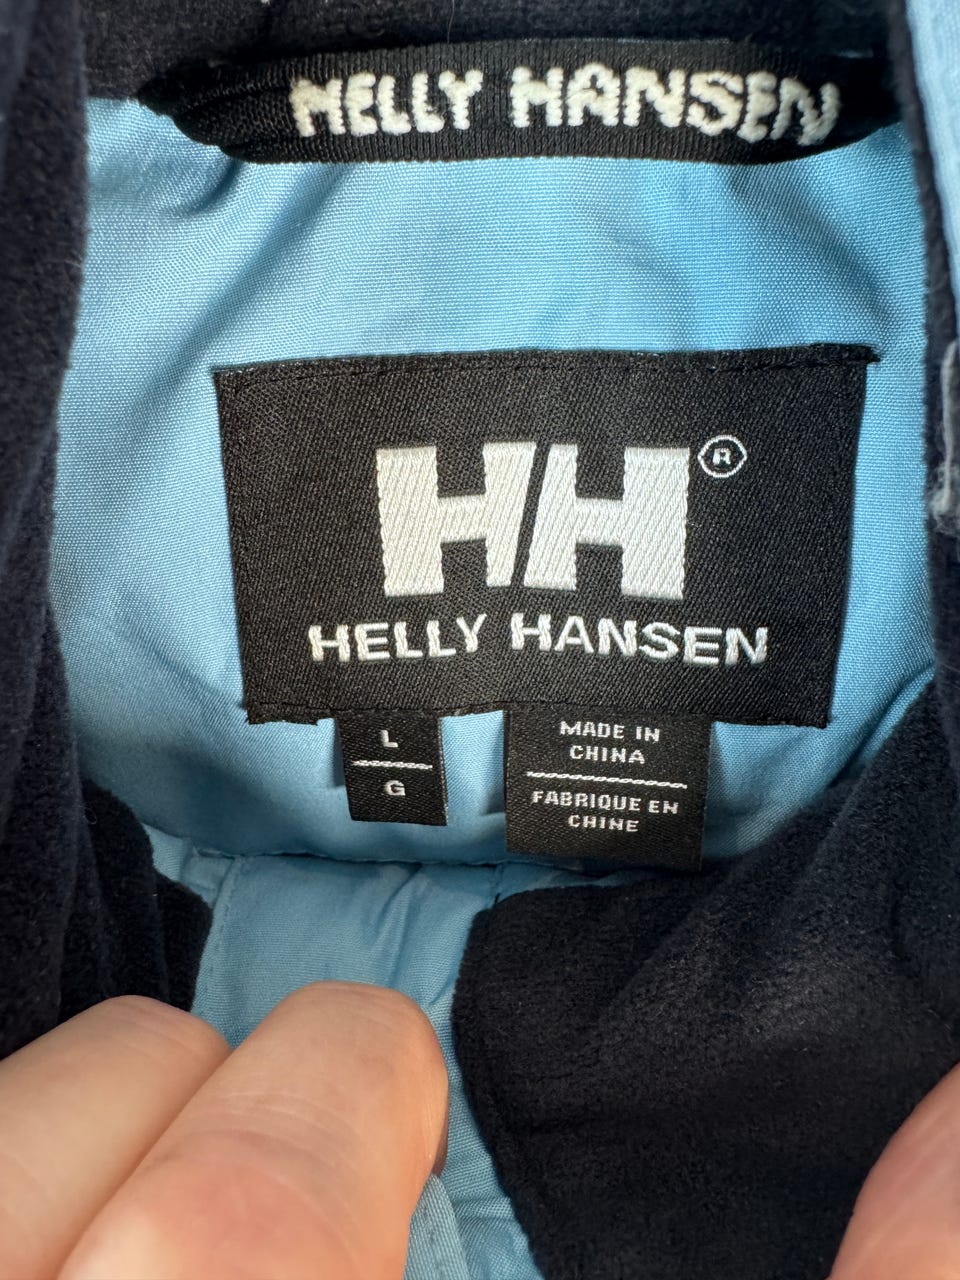 HELLY HANSEN
HH®
HELLY HANSEN
L
G
MADE IN
CHINA
FABRIQUE EN
CHINE